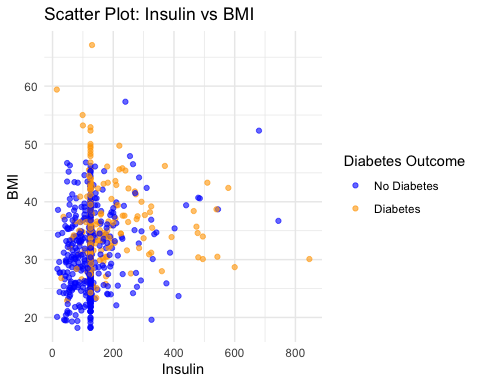 Scatter Plot: Insulin vs BMI
BMI
60
50
40
30
20
0
200
400
600
800
Insulin
Diabetes Outcome
No Diabetes
Diabetes